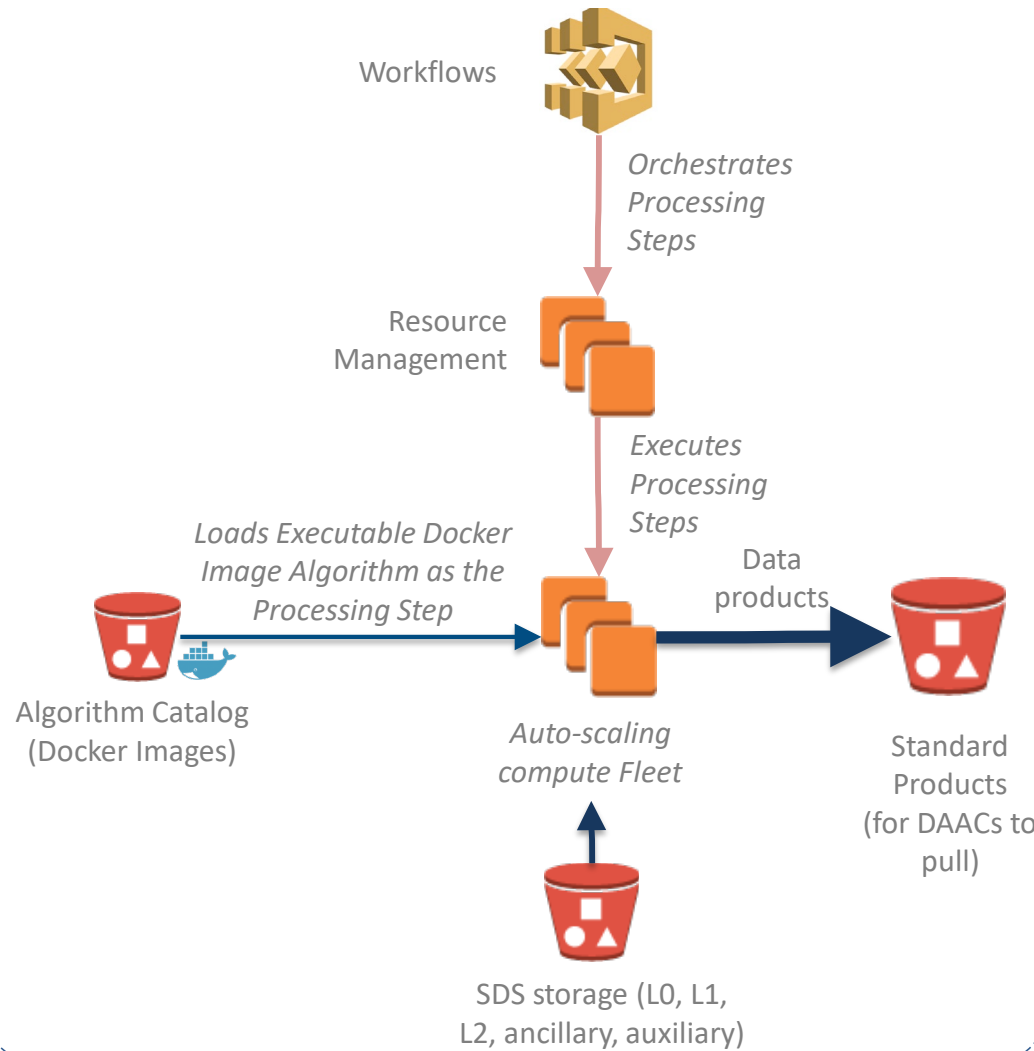 Workflows
Orchestrates
Processing
Steps
Resource
Management
Executes
Processing
Steps
Loads Executable Docker
Image Algorithm as the
Processing Step
Data
products
Algorithm Catalog
(Docker Images)
Auto-scaling
compute Fleet
Standard
Products
(for DAACs to
pull)
SDS storage (L0, L1,
L2, ancillary, auxiliary)